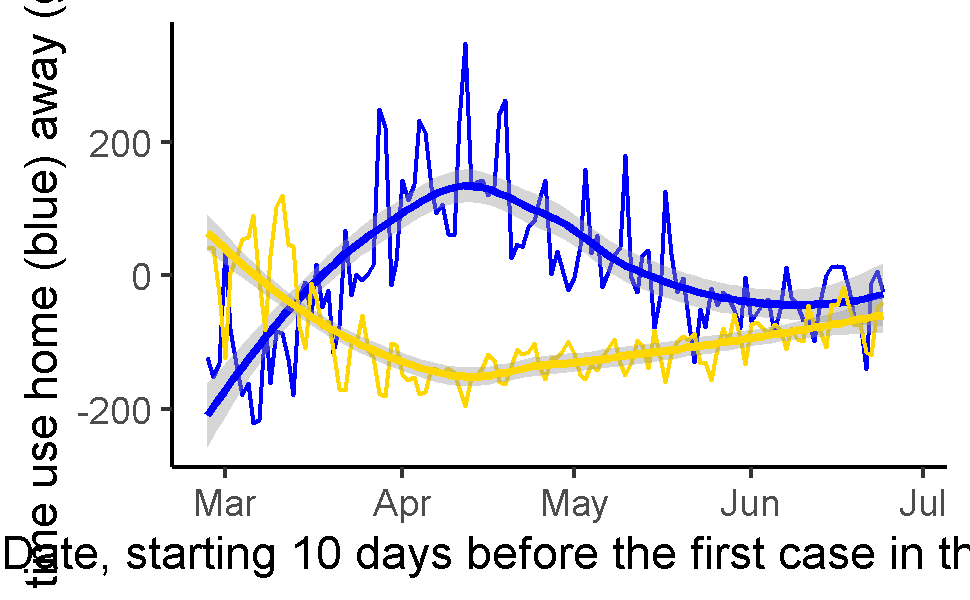 time use home (blue) away (
200
0
-200
Mar Apr May Jun Jul
Date, starting 10 days before the first case in th